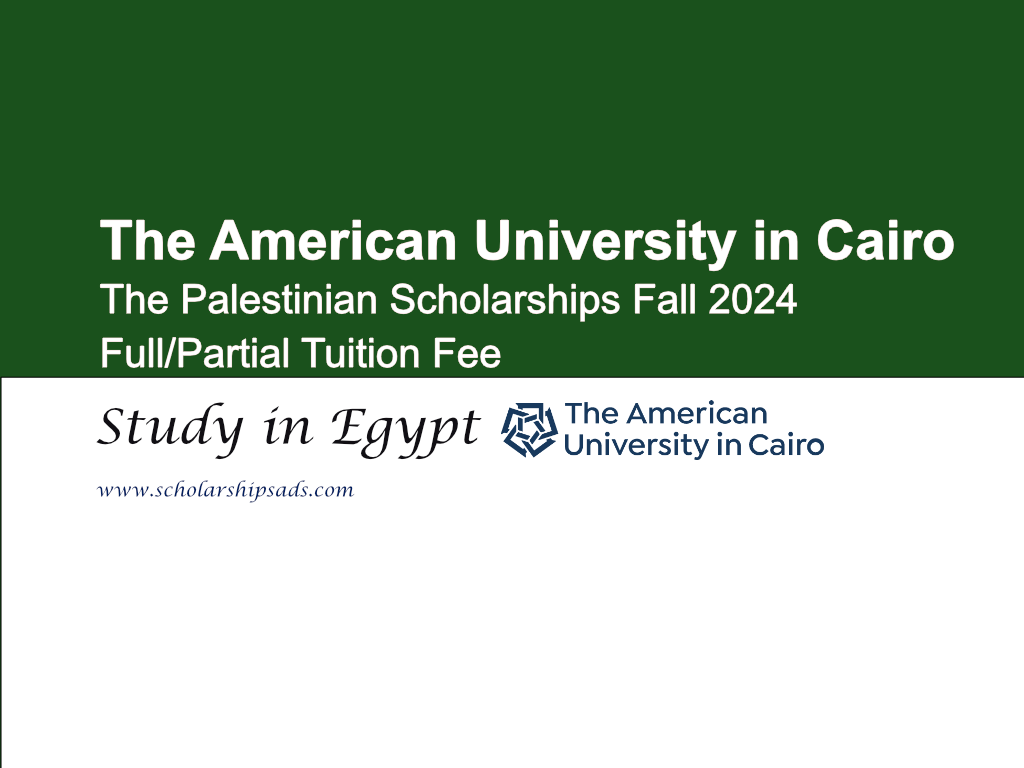 The American University in Cairo
The Palestinian Scholarships Fall 2024
Full/Partial Tuition Fee
Study in Egypt
The American
University in Cairo
www.scholarshipsads.com